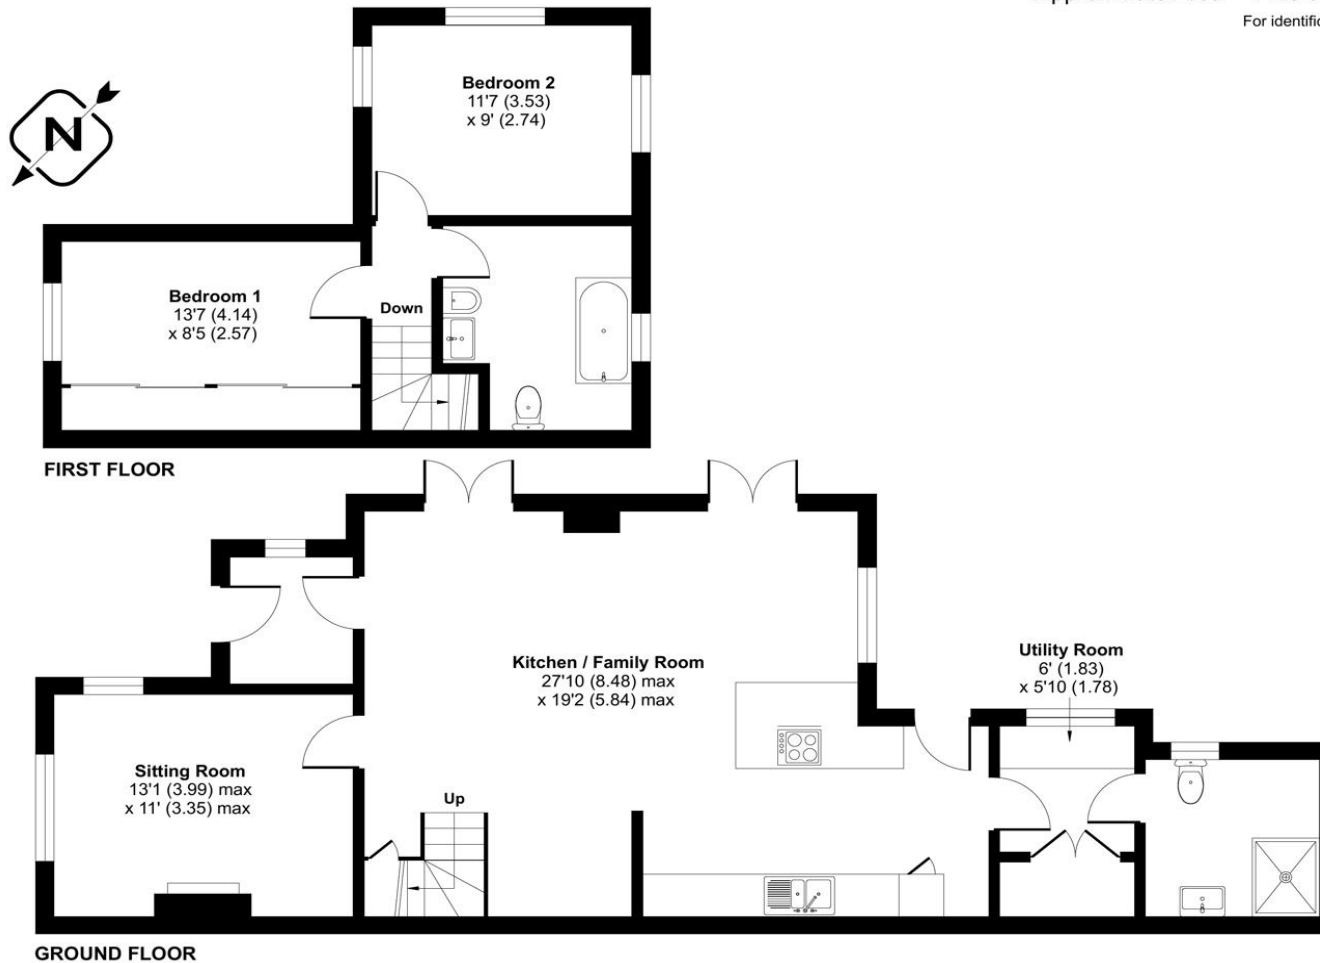 For identific
N
Bedroom 2
11'7 (3.53)
x 9' (2.74)
Bedroom 1
13'7 (4.14)
x 8'5 (2.57)
Down
FIRST FLOOR
Kitchen / Family Room
27'10 (8.48) max
x 19'2 (5.84) max
Utility Room
6' (1.83)
x 5'10 (1.78)
Sitting Room
13'1 (3.99) max
x 11' (3.35) max
Up
GROUND FLOOR